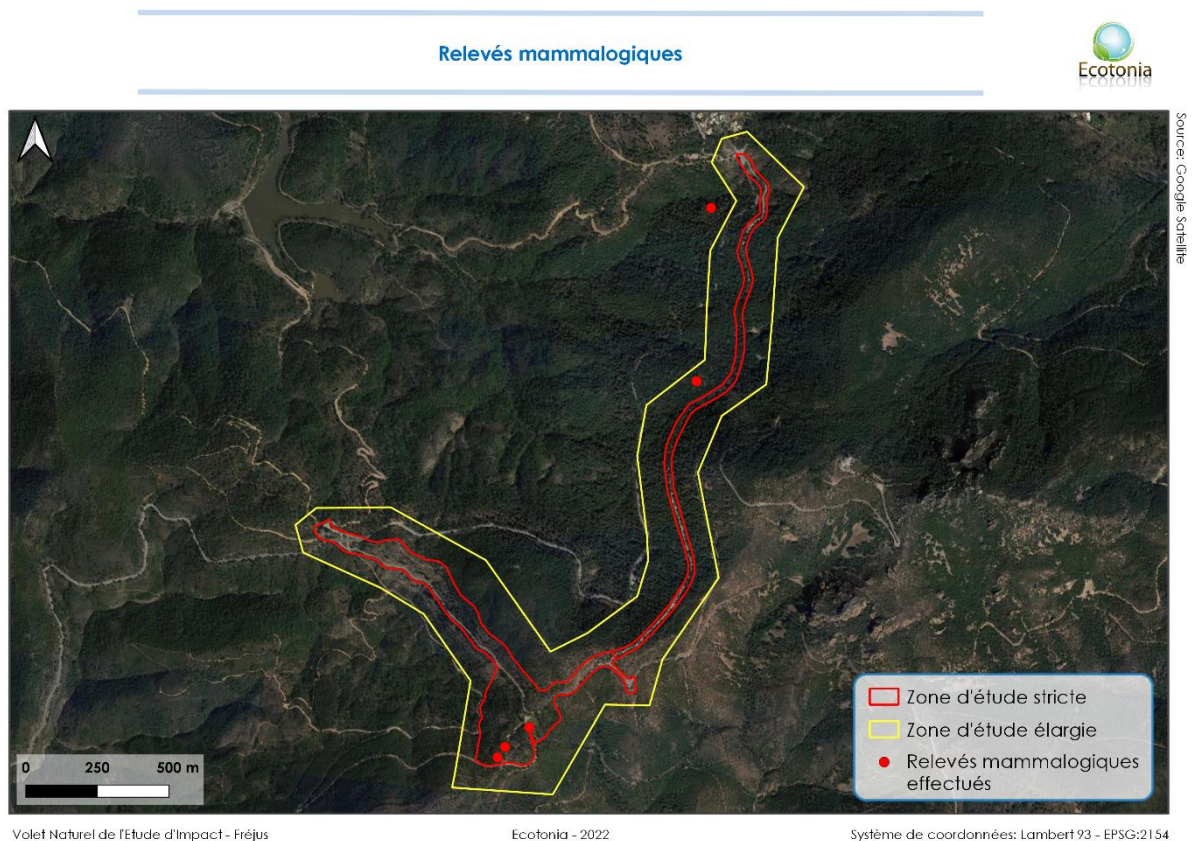 Relevés mammalogiques
Ecotonia
Source: Google Satellite
Zone d'étude stricte
Zone d'étude élargie
Relevés mammalogiques
effectués
0 250 500 m
Volet Naturel de l'Etude d'Impact - Fréjus
Ecotonia - 2022
Système de coordonnées: Lambert 93 - EPSG:2154